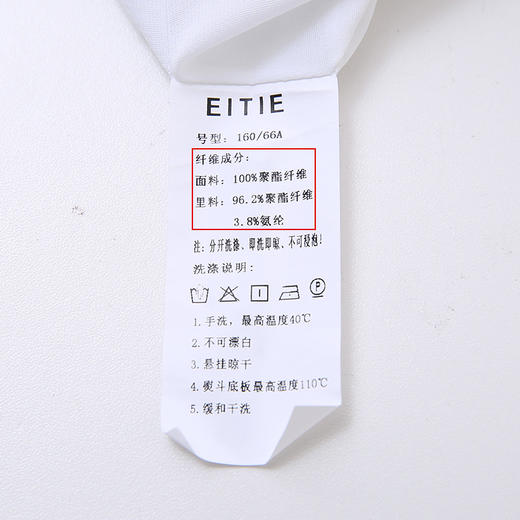 EITIE
号型: 160/66A
纤维成分:
面料: 100%聚酯纤维
里料: 96.2%聚酯纤维
3.8%氨纶
注: 分开洗涤、即洗即晾、不可浸泡!
洗涤说明:
P
1.手洗,最高温度40℃
2.不可漂白
3.悬挂晾干
4.熨斗底板最高温度110℃
5.缓和干洗